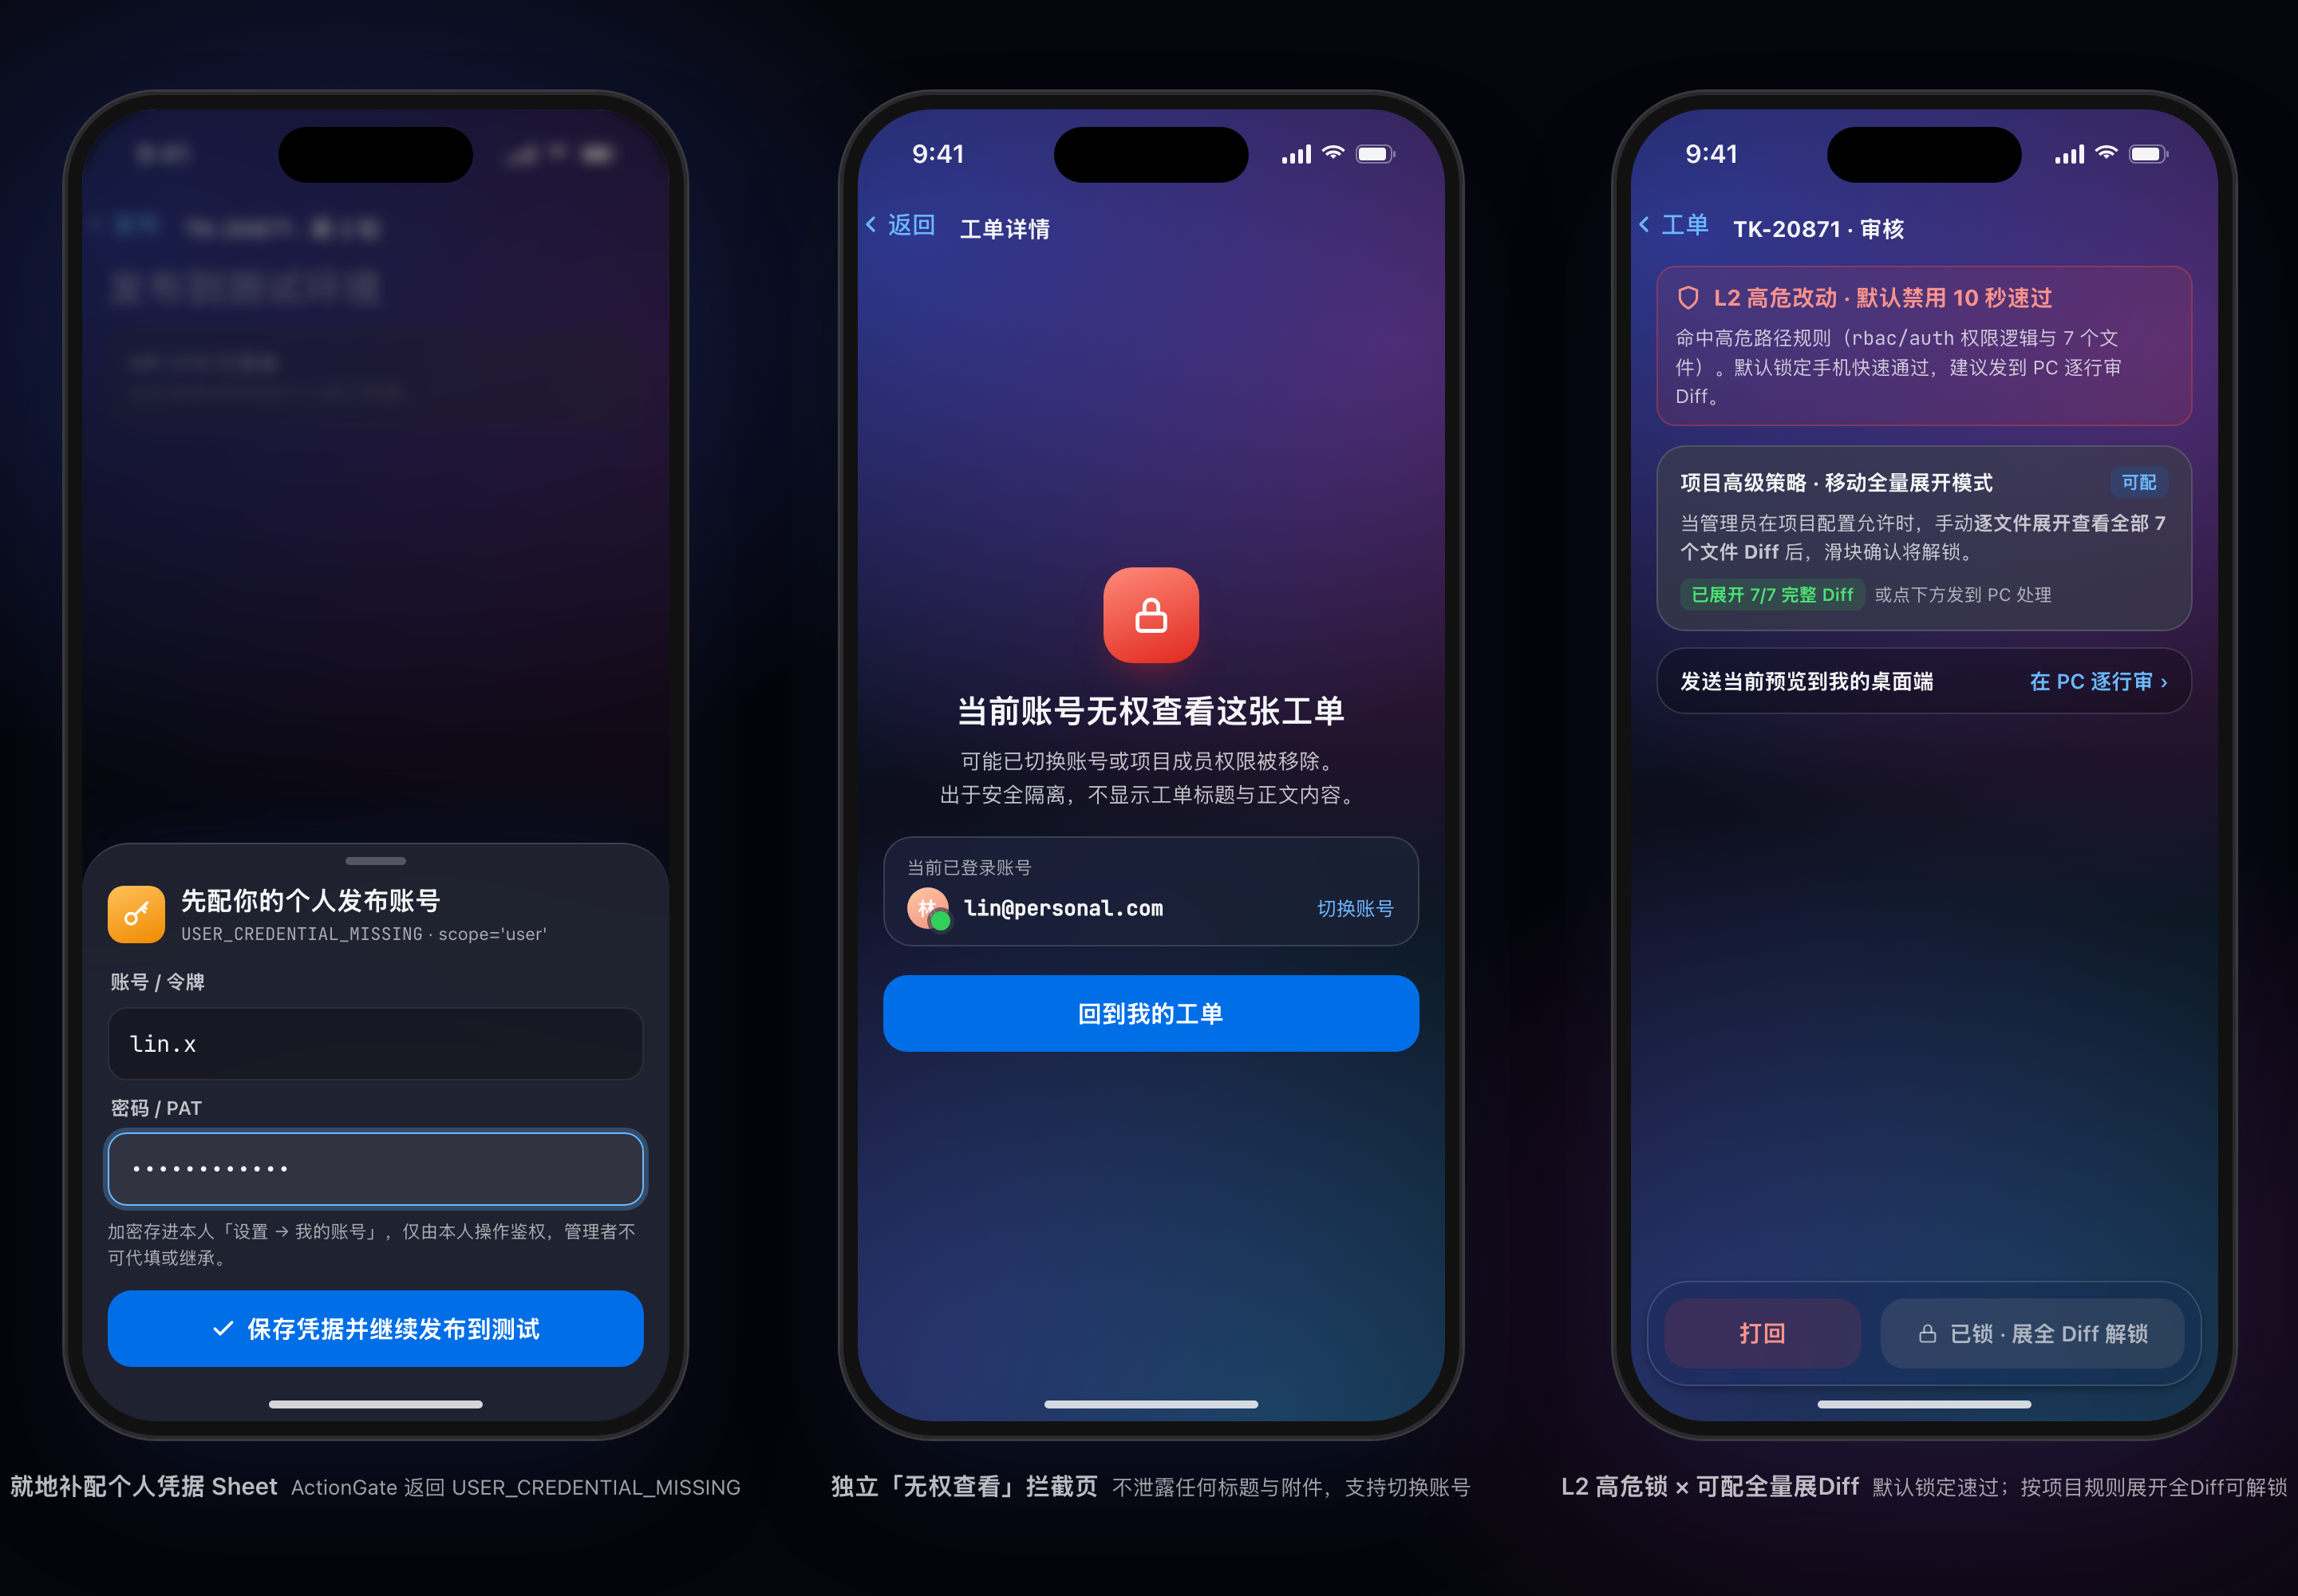 先配你的个人发布账号
USER_CREDENTIAL_MISSING · scope='user'
账号 / 令牌
lin.x
密码 / PAT
••••••••••••
加密存进本人「设置 → 我的账号」，仅由本人操作鉴权，管理者不
可代填或继承。
保存凭据并继续发布到测试
就地补配个人凭据 Sheet ActionGate 返回 USER_CREDENTIAL_MISSING
9:41
返回 工单详情
当前账号无权查看这张工单
可能已切换账号或项目成员权限被移除。
出于安全隔离，不显示工单标题与正文内容。
当前已登录账号
林 lin@personal.com 切换账号
回到我的工单
独立「无权查看」拦截页 不泄露任何标题与附件，支持切换账号
9:41
工单 TK-20871 · 审核
L2 高危改动 · 默认禁用 10 秒速过
命中高危路径规则（rbac/auth 权限逻辑与 7 个文
件）。默认锁定手机快速通过，建议发到 PC 逐行审
Diff。
项目高级策略 · 移动全量展开模式 可配
当管理员在项目配置允许时，手动逐文件展开查看全部 7
个文件 Diff 后，滑块确认将解锁。
已展开 7/7 完整 Diff 或点下方发到 PC 处理
发送当前预览到我的桌面端 在 PC 逐行审 ›
打回 已锁 · 展全 Diff 解锁
L2 高危锁 × 可配全量展Diff 默认锁定速过；按项目规则展开全Diff可解锁